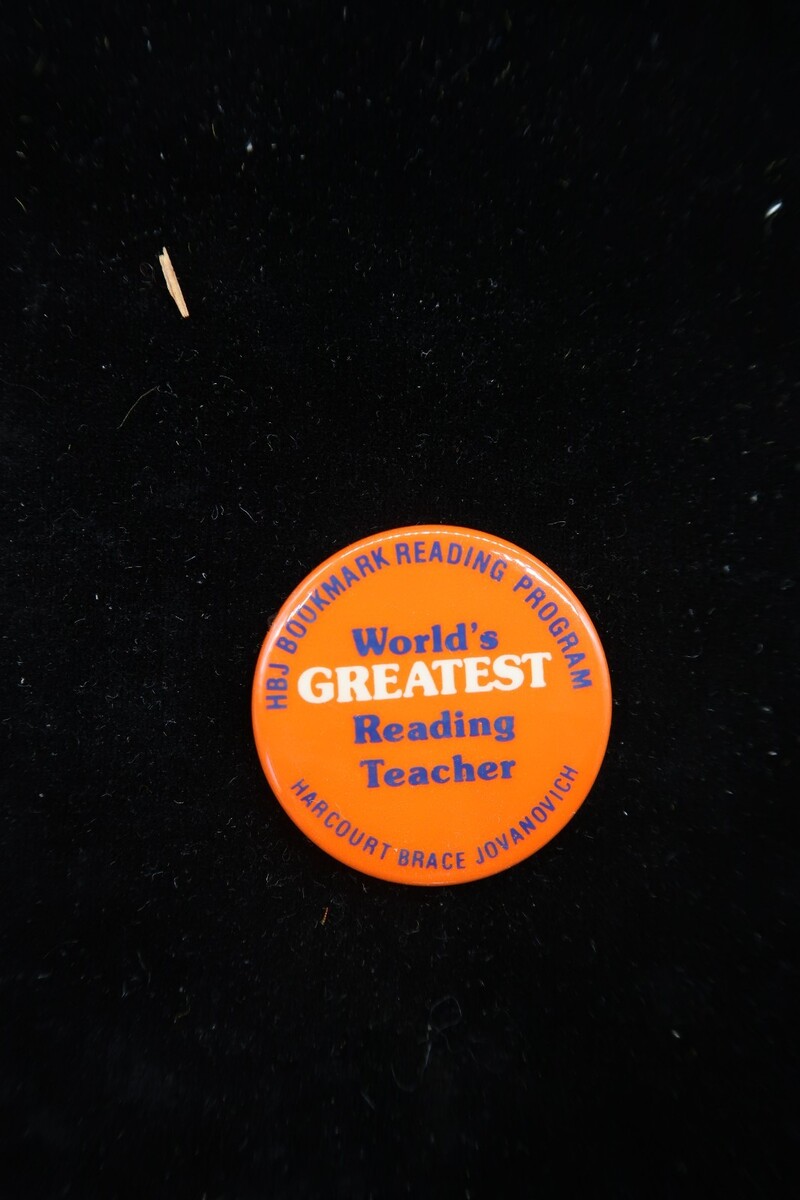 HBJ BOOKMARK READING PROGRAM
World's
GREATEST
Reading
Teacher
HARCOURT BRACE JOVANOVICH